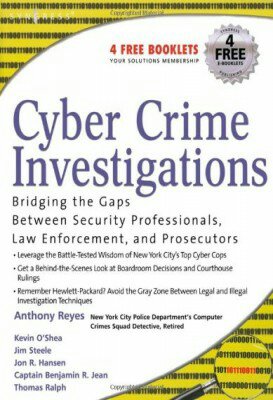 4 FREE BOOKLETS
YOUR SOLUTIONS MEMBERSHIP
SYNGRESS
4
FREE
E-BOOKLETS
PUBLISHING
Cyber Crime
Investigations
Bridging the Gaps
Between Security Professionals,
Law Enforcement, and Prosecutors
• Leverage the Battle-Tested Wisdom of New York City's Top Cyber Cops
• Get a Behind-the-Scenes Look at Boardroom Decisions and Courthouse
Rulings
• Remember Hewlett-Packard? Avoid the Gray Zone Between Legal and Illegal
Investigation Techniques
Anthony Reyes New York City Police Department's Computer
Crimes Squad Detective, Retired
Kevin O'Shea
Jim Steele
Jon R. Hansen
Captain Benjamin R. Jean
Thomas Ralph